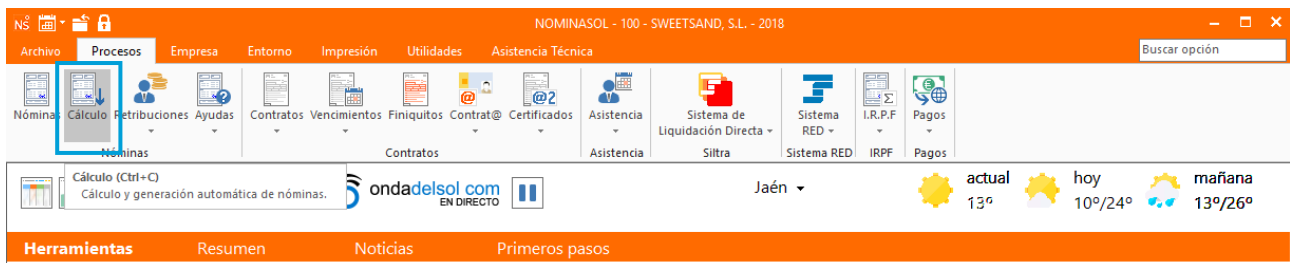 NOMINASOL - 100 - SWEETSAND, S.L. - 2018
Archivo Procesos Empresa Entorno Impresión Utilidades Asistencia Técnica Buscar opción
Nóminas Cálculo Retribuciones Ayudas Contratos Vencimientos Finiquitos Contrat@ Certificados Asistencia Sistema de Liquidación Directa Sistema RED I.R.P.F Pagos
Nóminas Contratos Asistencia Siltra Sistema RED IRPF Pagos
Cálculo (Ctrl+C)
Cálculo y generación automática de nóminas.
ondadelsol com
EN DIRECTO
Jaén
actual hoy mañana
13º 10º/24º 13º/26º
Herramientas Resumen Noticias Primeros pasos